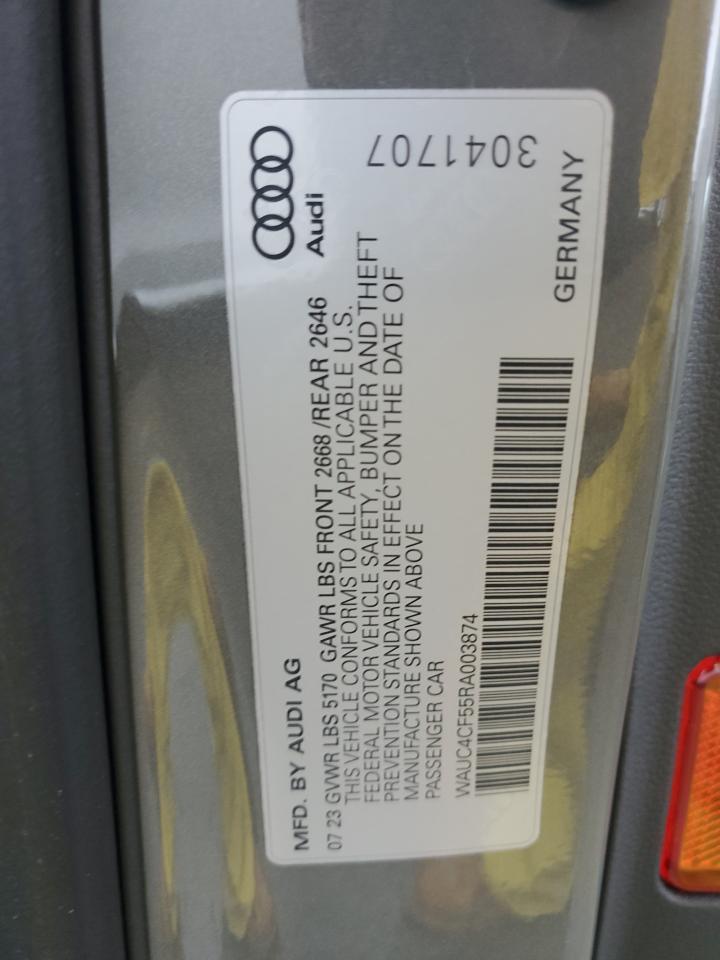 MFD. BY AUDI AG
Audi
07 23 GVWR LBS 5170 GAWR LBS FRONT 2668 /REAR 2646
THIS VEHICLE CONFORMS TO ALL APPLICABLE U.S.
FEDERAL MOTOR VEHICLE SAFETY, BUMPER AND THEFT
PREVENTION STANDARDS IN EFFECT ON THE DATE OF
MANUFACTURE SHOWN ABOVE
PASSENGER CAR
3041707
WAUC4CF55RA003874
GERMANY